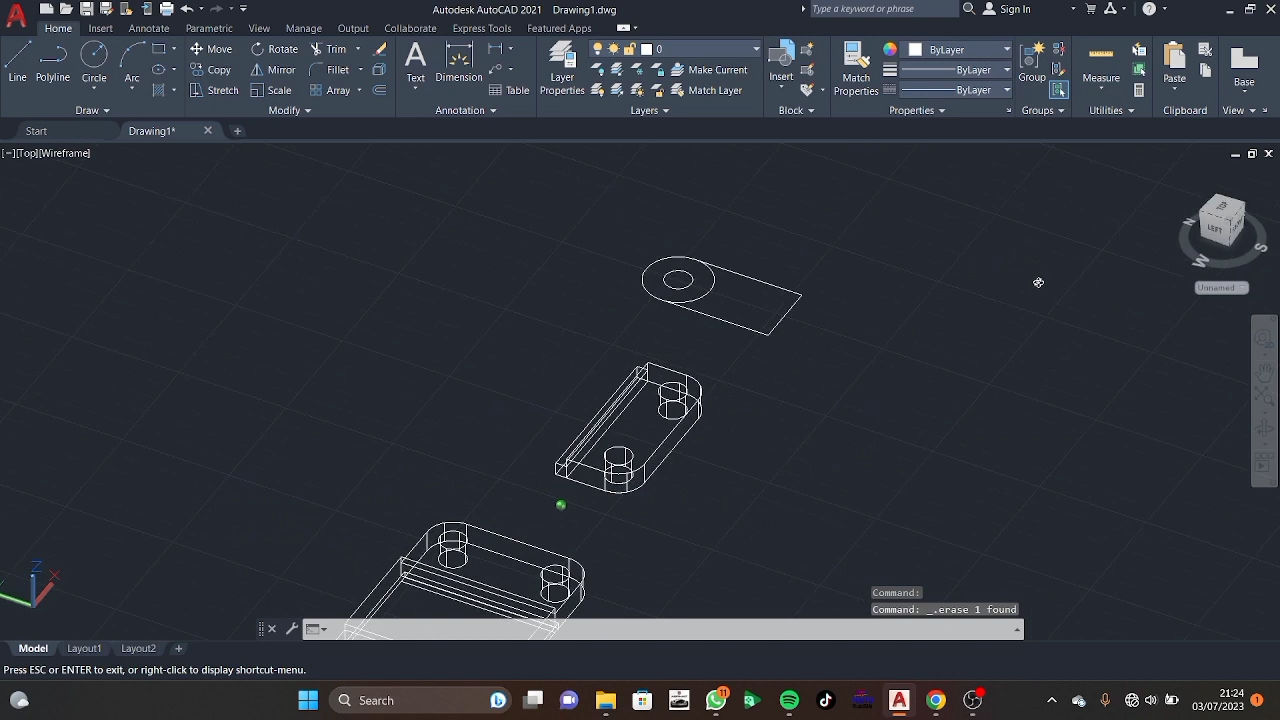 Autodesk AutoCAD 2021 Drawing1.dwg
Type a keyword or phrase
Sign In
Home Insert Annotate Parametric View Manage Output Collaborate Express Tools Featured Apps
Line Polyline Circle Arc
Move Rotate Trim
Copy Mirror Fillet
Stretch Scale Array
Text Dimension Table
Layer Properties
0
Make Current
Match Layer
Insert
Match Properties
ByLayer
ByLayer
ByLayer
Group
Measure
Paste
Base
Draw Modify Annotation Layers Block Properties Groups Utilities Clipboard View
Start Drawing1*
[−][Top][Wireframe]
N
LEFT
W
S
Unnamed
Z
X
Command:
Command: _.erase 1 found
Model Layout1 Layout2
Press ESC or ENTER to exit, or right-click to display shortcut-menu.
Search
11
21:24
03/07/2023
1